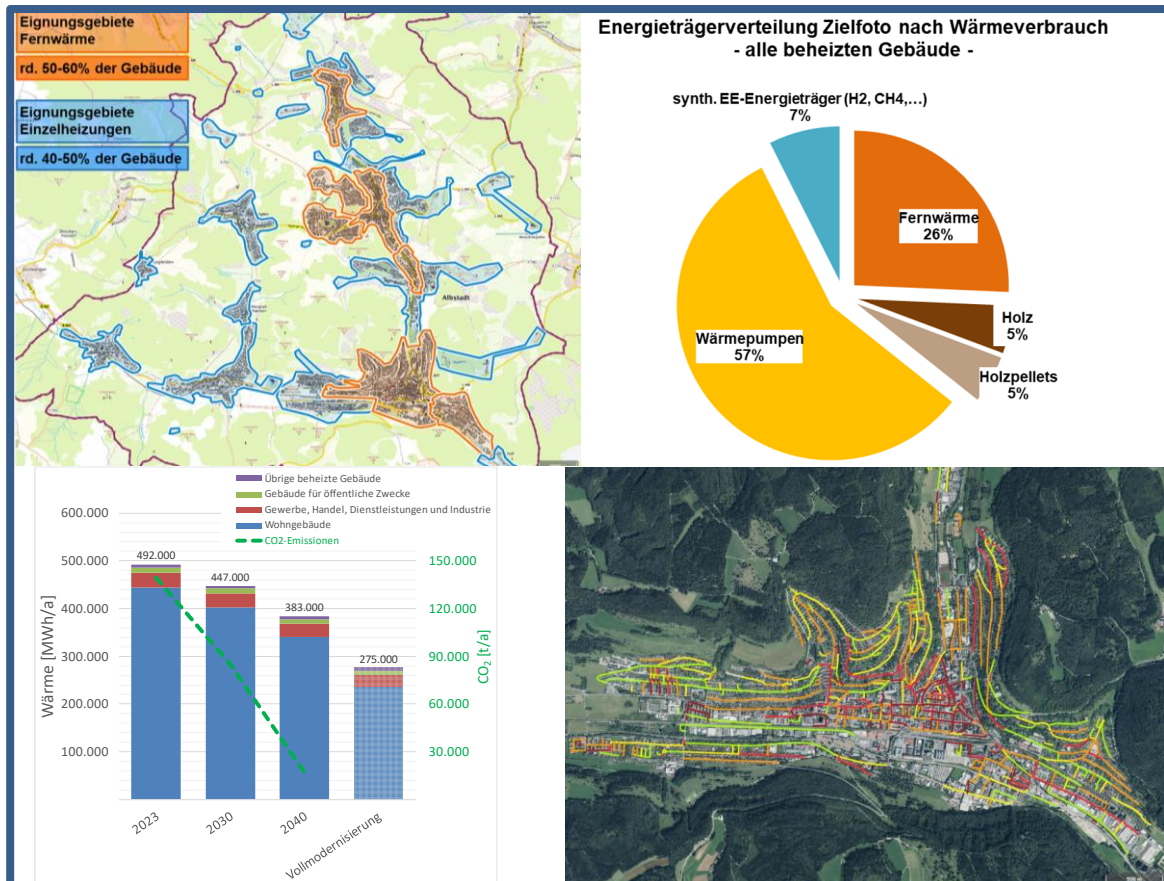 Eignungsgebiete
Fernwärme
rd. 50-60% der Gebäude
Eignungsgebiete
Einzelheizungen
rd. 40-50% der Gebäude
Albstadt
Energieträgerverteilung Zielfoto nach Wärmeverbrauch
- alle beheizten Gebäude -
synth. EE-Energieträger (H2, CH4,...)
7%
Fernwärme
26%
Holz
5%
Holzpellets
5%
Wärmepumpen
57%
Übrige beheizte Gebäude
Gebäude für öffentliche Zwecke
Gewerbe, Handel, Dienstleistungen und Industrie
Wohngebäude
CO2-Emissionen
Wärme [MWh/a]
600.000
500.000
400.000
300.000
200.000
100.000
492.000
447.000
383.000
275.000
150.000
120.000
90.000
60.000
30.000
CO₂ [t/a]
2023
2030
2040
Vollmodernisierung